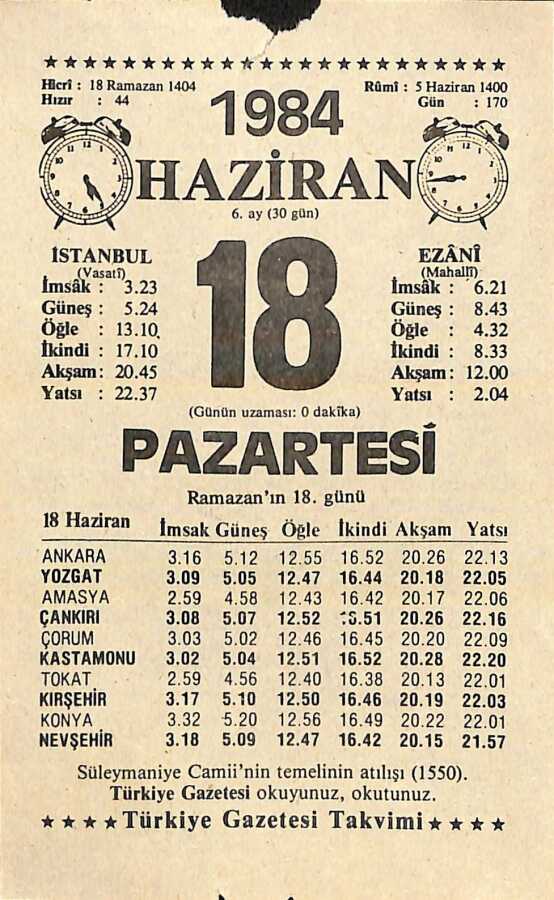 ★★★★★★★★★★★★★★★★★★★★★★★★
Hicrî : 18 Ramazan 1404
Hızır : 44
Rûmî : 5 Haziran 1400
Gün : 170
1984
HAZİRAN
6. ay (30 gün)
İSTANBUL
(Vasatî)
İmsâk : 3.23
Güneş : 5.24
Öğle : 13.10
İkindi : 17.10
Akşam : 20.45
Yatsı : 22.37
18
EZÂNÎ
(Mahallî)
İmsâk : 6.21
Güneş : 8.43
Öğle : 4.32
İkindi : 8.33
Akşam : 12.00
Yatsı : 2.04
(Günün uzaması: 0 dakîka)
PAZARTESİ
Ramazan'ın 18. günü
18 Haziran İmsak Güneş Öğle İkindi Akşam Yatsı
ANKARA 3.16 5.12 12.55 16.52 20.26 22.13
YOZGAT 3.09 5.05 12.47 16.44 20.18 22.05
AMASYA 2.59 4.58 12.43 16.42 20.17 22.06
ÇANKIRI 3.08 5.07 12.52 20.26 22.16
ÇORUM 3.03 5.02 12.46 16.45 20.20 22.09
KASTAMONU 3.02 5.04 12.51 16.52 20.28 22.20
TOKAT 2.59 4.56 12.40 16.38 20.13 22.01
KIRŞEHİR 3.17 5.10 12.50 16.46 20.19 22.03
KONYA 3.32 5.20 12.56 16.49 20.22 22.01
NEVŞEHİR 3.18 5.09 12.47 16.42 20.15 21.57
Süleymaniye Camii'nin temelinin atılışı (1550).
Türkiye Gazetesi okuyunuz, okutunuz.
★★★★Türkiye Gazetesi Takvimi★★★★